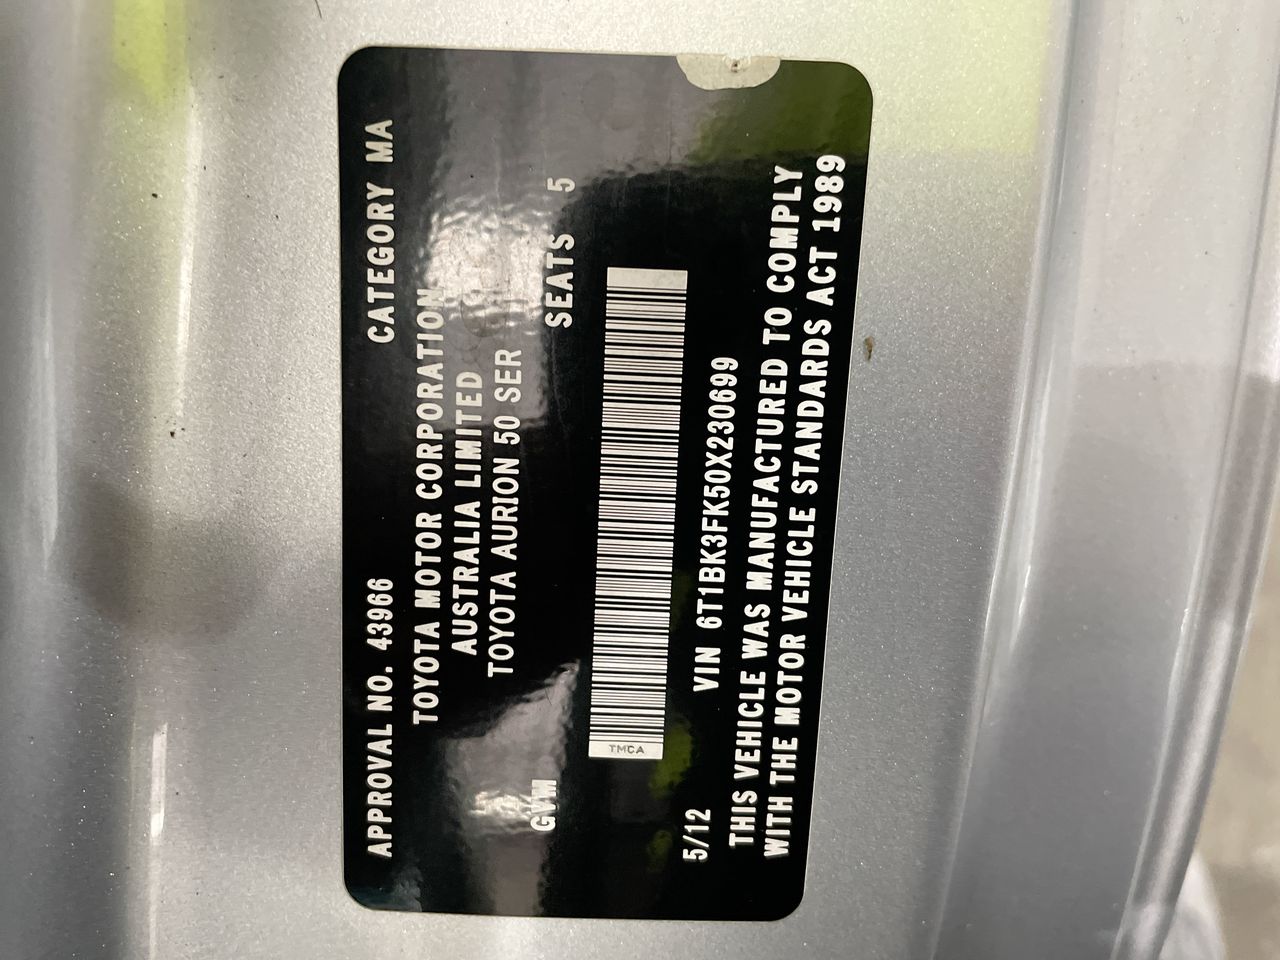 APPROVAL NO. 43966 CATEGORY MA
TOYOTA MOTOR CORPORATION
AUSTRALIA LIMITED
TOYOTA AURION 50 SER
GVM SEATS 5
TMCA
5/12 VIN 6T1BK3FK50X230699
THIS VEHICLE WAS MANUFACTURED TO COMPLY
WITH THE MOTOR VEHICLE STANDARDS ACT 1989